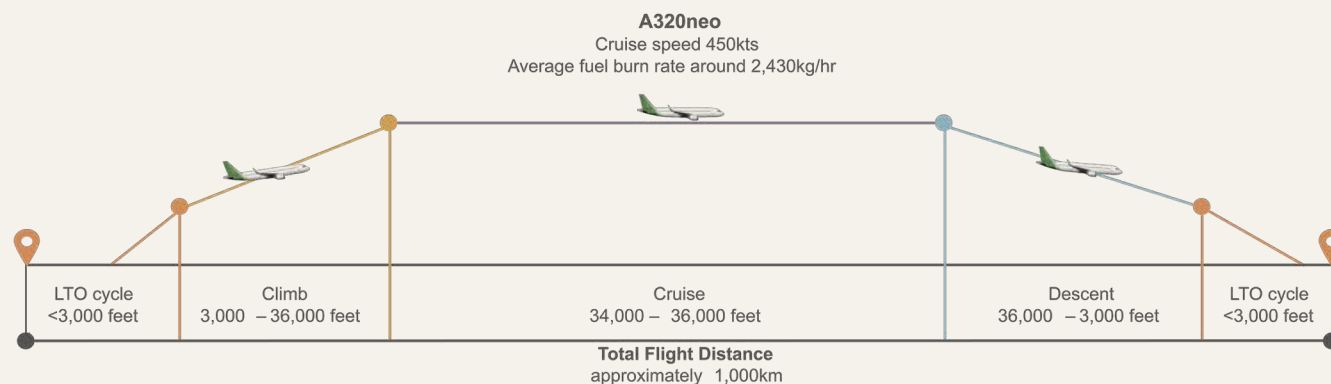 A320neo
Cruise speed 450kts
Average fuel burn rate around 2,430kg/hr
LTO cycle
<3,000 feet
Climb
3,000 – 36,000 feet
Cruise
34,000 – 36,000 feet
Descent
36,000 – 3,000 feet
LTO cycle
<3,000 feet
Total Flight Distance
approximately 1,000km